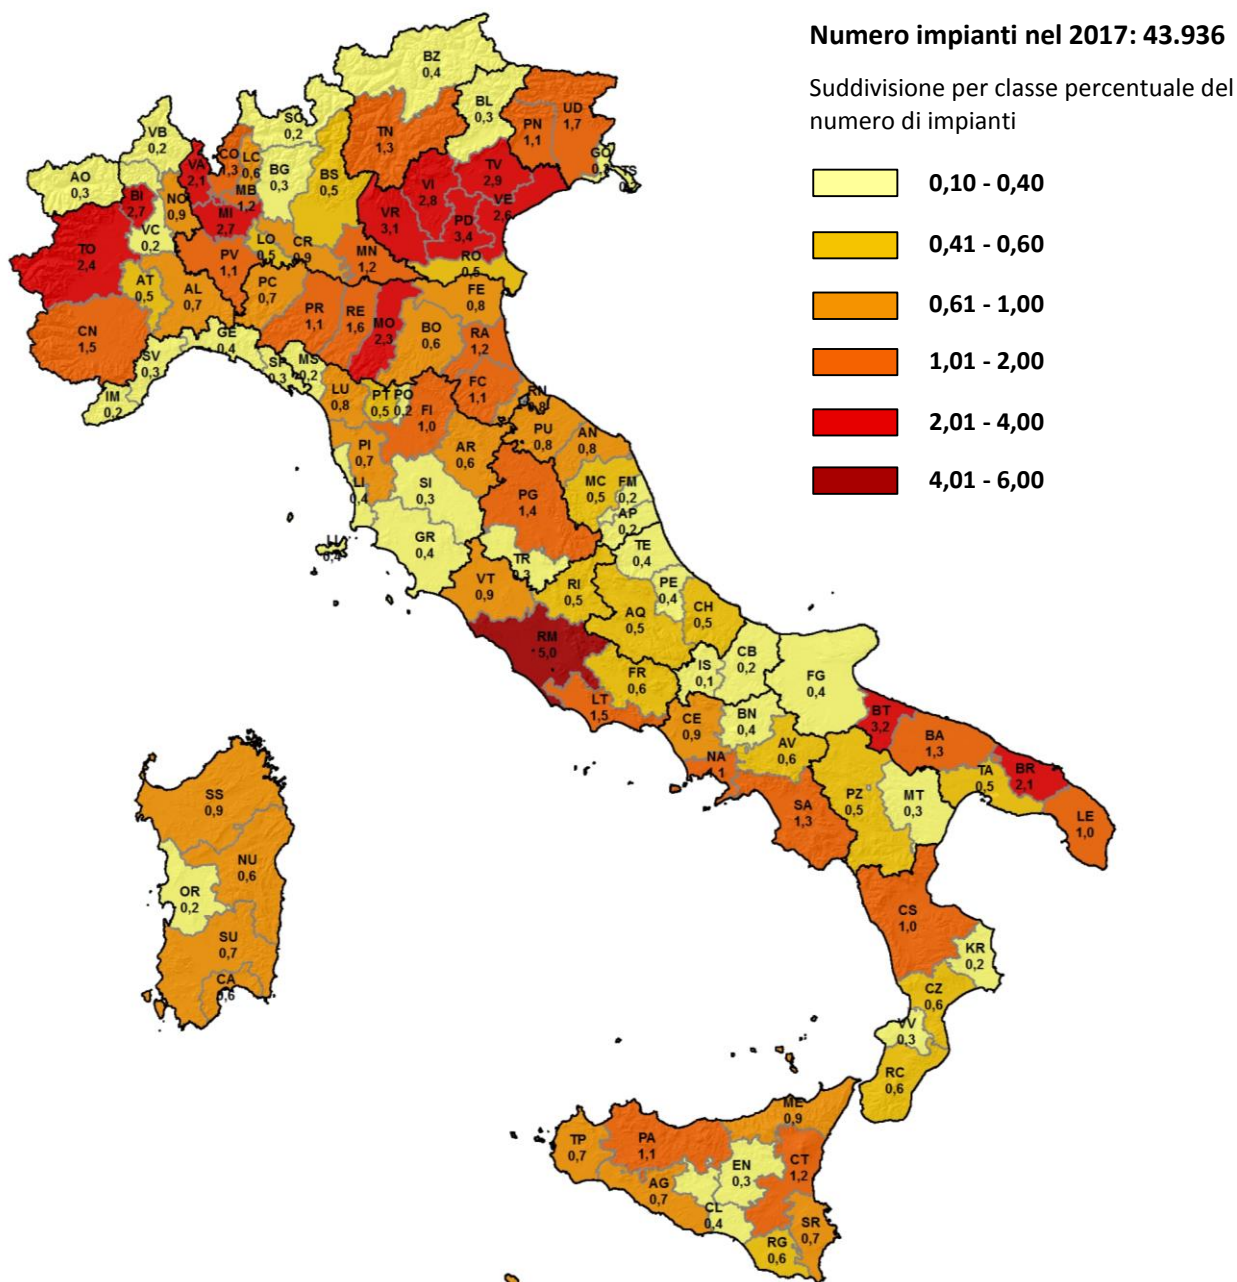 Numero impianti nel 2017: 43.936
Suddivisione per classe percentuale del
numero di impianti
0,10 - 0,40
0,41 - 0,60
0,61 - 1,00
1,01 - 2,00
2,01 - 4,00
4,01 - 6,00
BZ
0,4
BL
0,3
UD
1,7
PN
1,1
TN
1,3
SO
0,2
VB
0,2
AO
0,3
VA
2,1
CO
1,3
LC
0,6
BG
0,3
BS
0,5
MB
1,2
GO
TS
TV
2,9
VI
2,8
VE
2,6
VR
3,1
PD
3,4
BI
2,7
NO
0,9
MI
2,7
VC
0,2
TO
2,4
LO
0,5
CR
0,9
MN
1,2
RO
0,5
PV
1,1
AT
0,5
AL
0,7
PC
0,7
PR
1,1
RE
1,6
MO
2,3
FE
0,8
BO
0,6
RA
1,2
CN
1,5
GE
0,4
SV
0,3
IM
0,2
SP
0,3
MS
0,2
LU
0,8
PT
0,5
PO
0,2
FI
1,0
FC
1,1
RN
0,8
PU
0,8
AN
0,8
PI
0,7
AR
0,6
LI
0,4
SI
0,3
PG
1,4
MC
0,5
FM
0,2
AP
0,2
LI
0,4
GR
0,4
TR
0,3
TE
0,4
VT
0,9
RI
0,5
PE
0,4
AQ
0,5
CH
0,5
RM
5,0
FR
0,6
IS
0,1
CB
0,2
FG
0,4
LT
1,5
CE
0,9
BN
0,4
BT
3,2
BA
1,3
NA
1,1
AV
0,6
SA
1,3
PZ
0,5
MT
0,3
TA
0,5
BR
2,1
LE
1,0
SS
0,9
NU
0,6
OR
0,2
SU
0,7
CA
0,6
CS
1,0
KR
0,2
CZ
0,6
VV
0,3
RC
0,6
ME
0,9
TP
0,7
PA
1,1
EN
0,3
CT
1,2
AG
0,7
CL
0,4
SR
0,7
RG
0,6